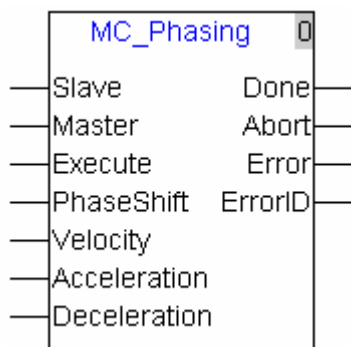 MC_Phasing 0
Slave Done
Master Abort
Execute Error
PhaseShift ErrorID
Velocity
Acceleration
Deceleration